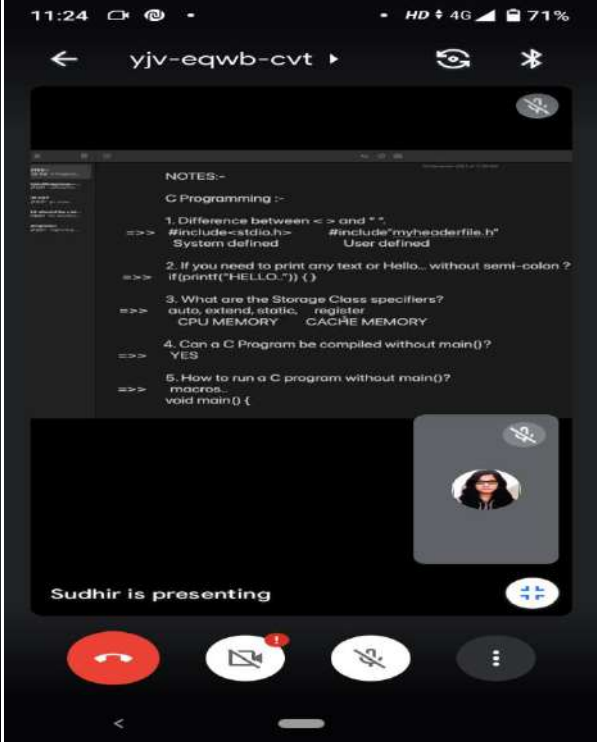 11:24
HD 4G 71%
yjv-eqwb-cvt
NOTES:-
C Programming :-
1. Difference between < > and " ".
=>> #include<stdio.h> #include"myheaderfile.h"
System defined User defined
2. If you need to print any text or Hello... without semi-colon ?
=>> if(printf("HELLO..")) { }
3. What are the Storage Class specifiers?
=>> auto, extend, static, register
CPU MEMORY CACHE MEMORY
4. Can a C Program be compiled without main()?
=>> YES
5. How to run a C program without main()?
=>> macros..
void main() {
Sudhir is presenting